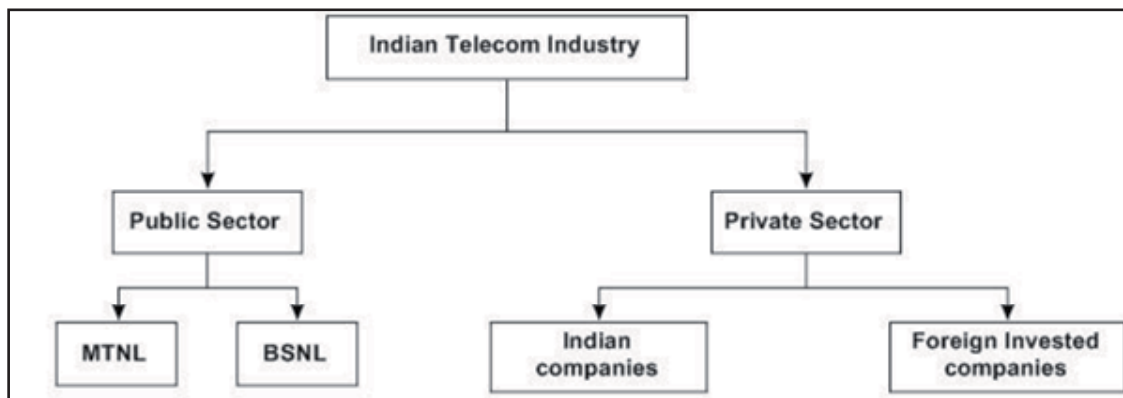 Indian Telecom Industry
Public Sector
Private Sector
MTNL
BSNL
Indian
companies
Foreign Invested
companies